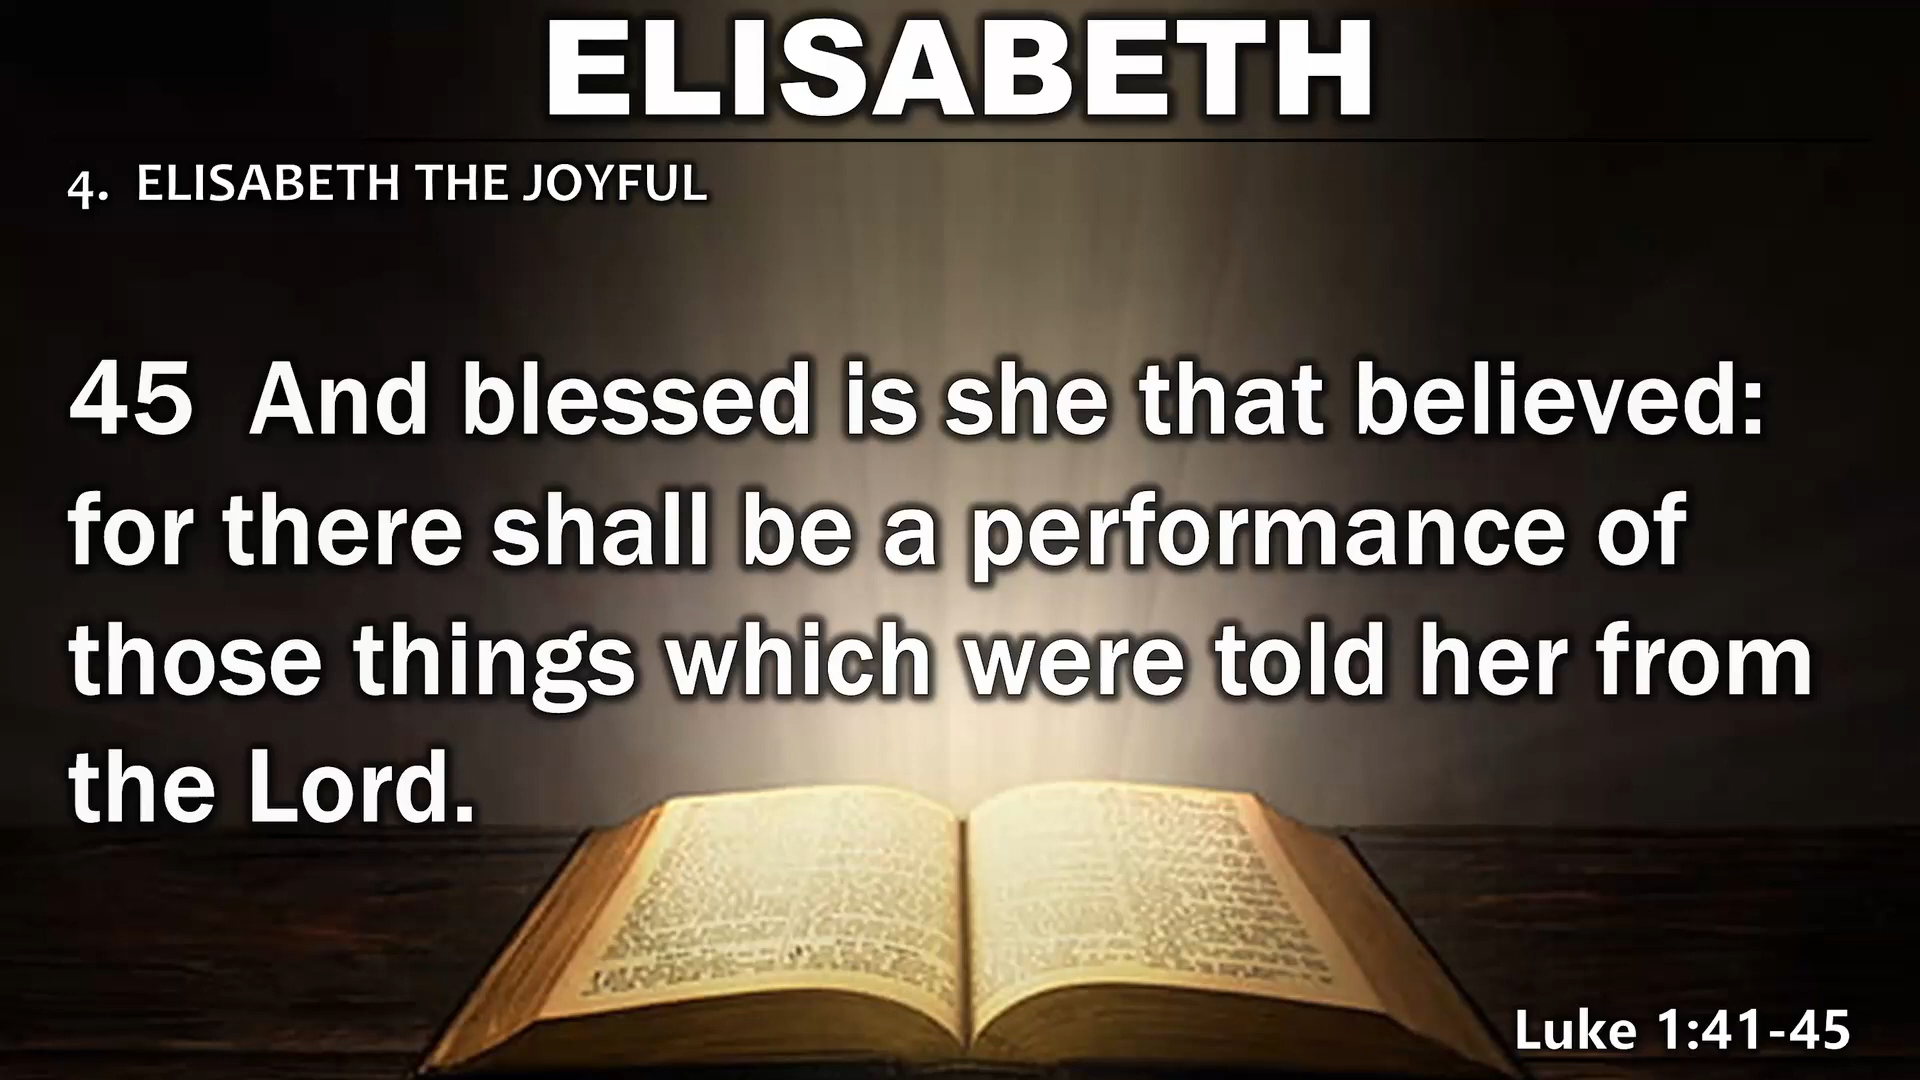 ELISABETH
4. ELISABETH THE JOYFUL
45 And blessed is she that believed:
for there shall be a performance of
those things which were told her from
the Lord.
Luke 1:41-45